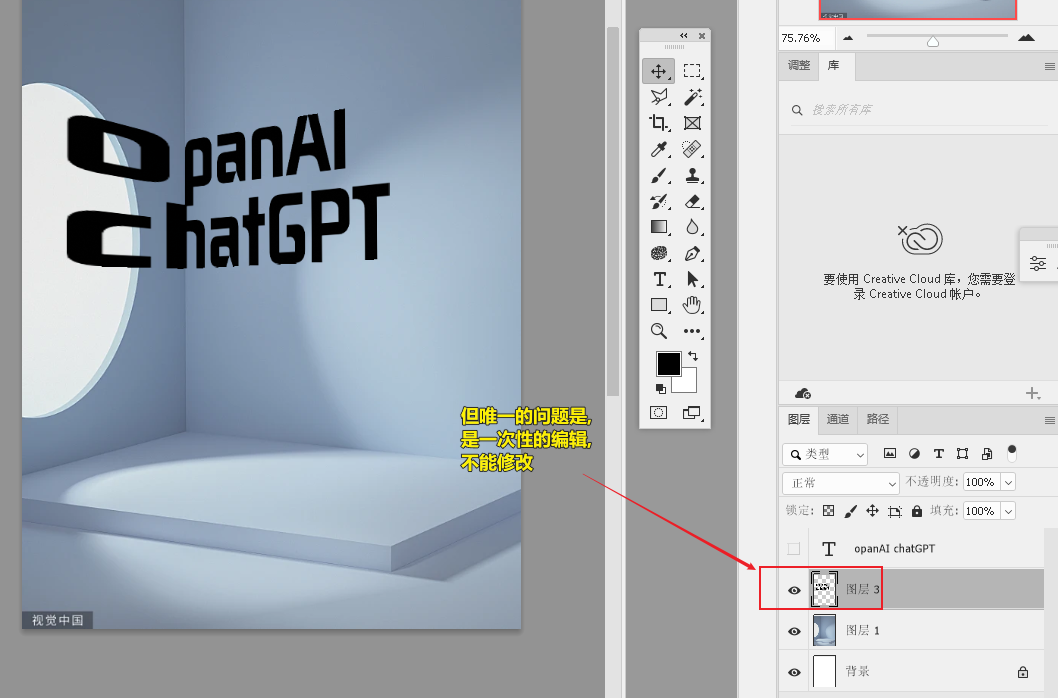 OpanAI
ChatGPT
视觉中国
但唯一的问题是,
是一次性的编辑,
不能修改
75.76%
调整
库
搜索所有库
要使用 Creative Cloud 库，您需要登
录 Creative Cloud 帐户。
图层
通道
路径
类型
正常
不透明度:
100%
锁定:
填充:
100%
T
opanAI chatGPT
图层 3
图层 1
背景